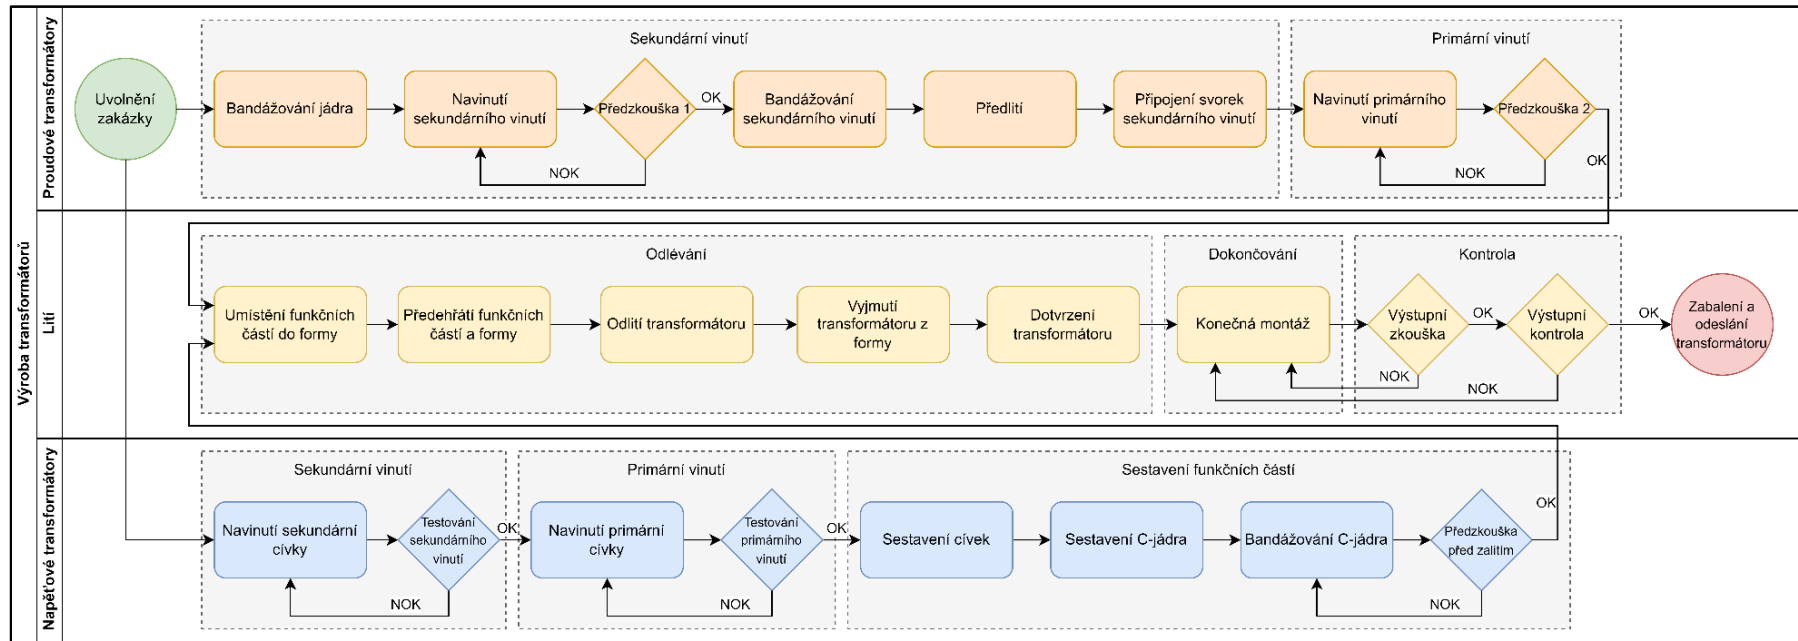 Výroba transformátorů
Proudové transformátory
Uvolnění
zakázky
Sekundární vinutí
Bandážování jádra
Navinutí
sekundárního vinutí
Předzkouška 1
NOK
OK
Bandážování
sekundárního vinutí
Předlití
Připojení svorek
sekundárního vinutí
Primární vinutí
Navinutí primárního
vinutí
Předzkouška 2
NOK
OK
Lití
Odlévání
Umístění funkčních
částí do formy
Předehřátí funkčních
částí a formy
Odlití transformátoru
Vyjmutí
transformátoru z
formy
Dotvrzení
transformátoru
Dokončování
Konečná montáž
Kontrola
Výstupní
zkouška
OK
NOK
Výstupní
kontrola
NOK
OK
Zabalení a
odeslání
transformátoru
Napěťové transformátory
Sekundární vinutí
Navinutí sekundární
cívky
Testování
sekundárního
vinutí
NOK
OK
Primární vinutí
Navinutí primární
cívky
Testování
primárního
vinutí
NOK
OK
Sestavení funkčních částí
Sestavení cívek
Sestavení C-jádra
Bandážování C-jádra
Předzkouška
před zalitím
NOK
OK